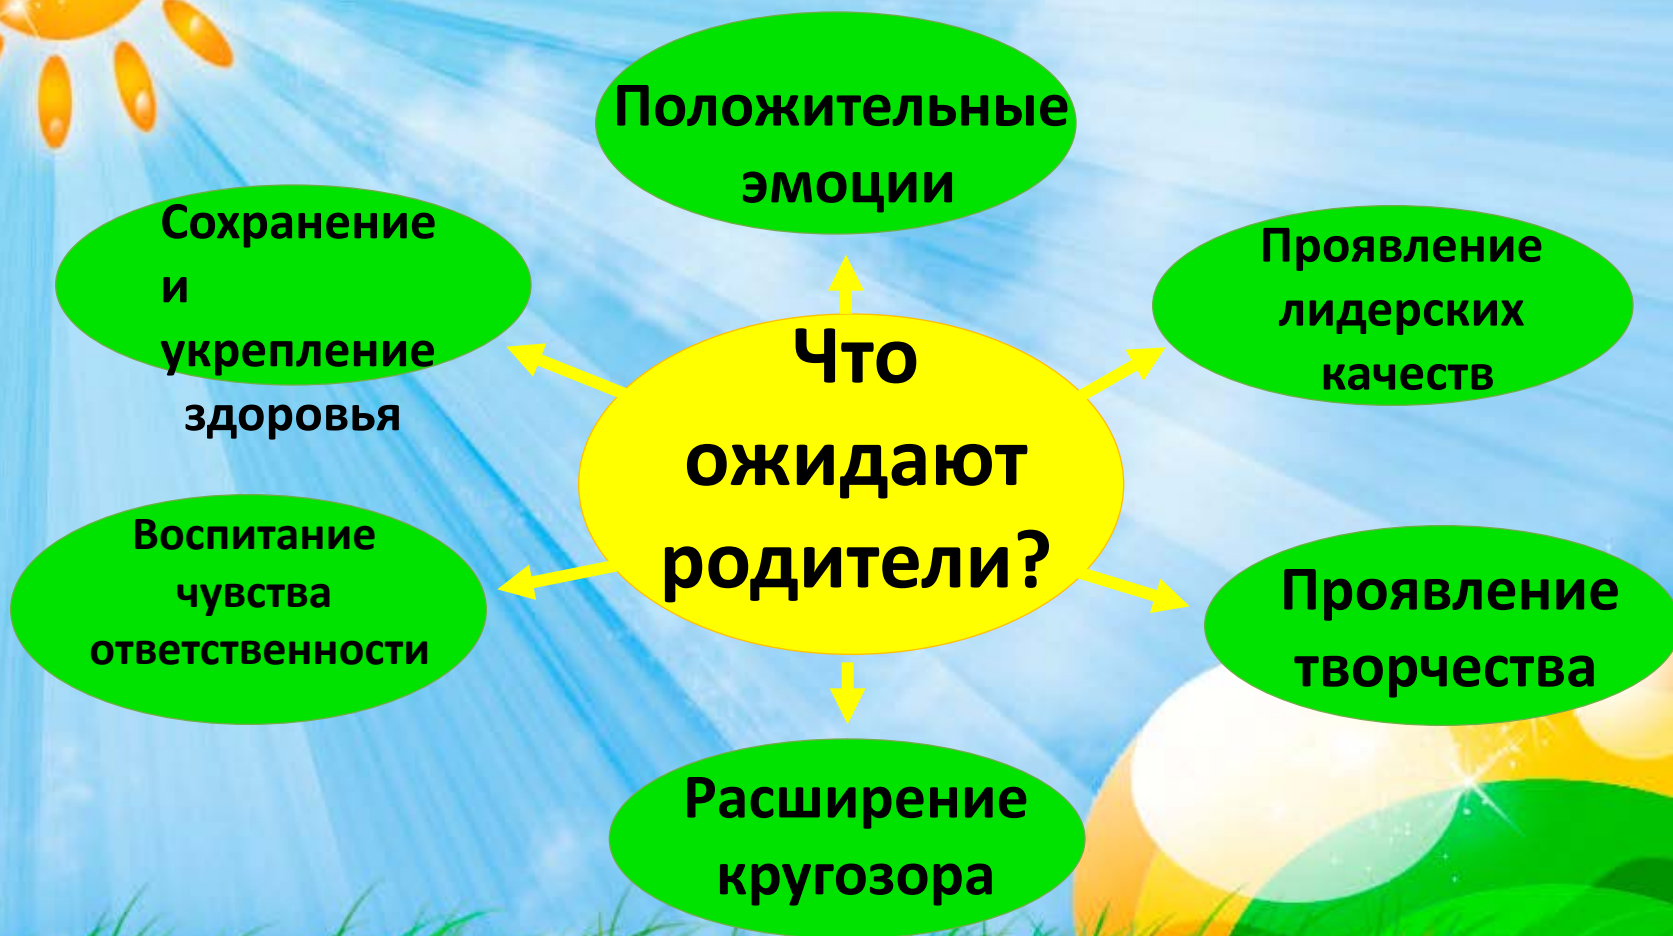 Положительные
эмоции
Сохранение
и
укрепление
здоровья
Проявление
лидерских
качеств
Что
ожидают
родители?
Воспитание
чувства
ответственности
Проявление
творчества
Расширение
кругозора